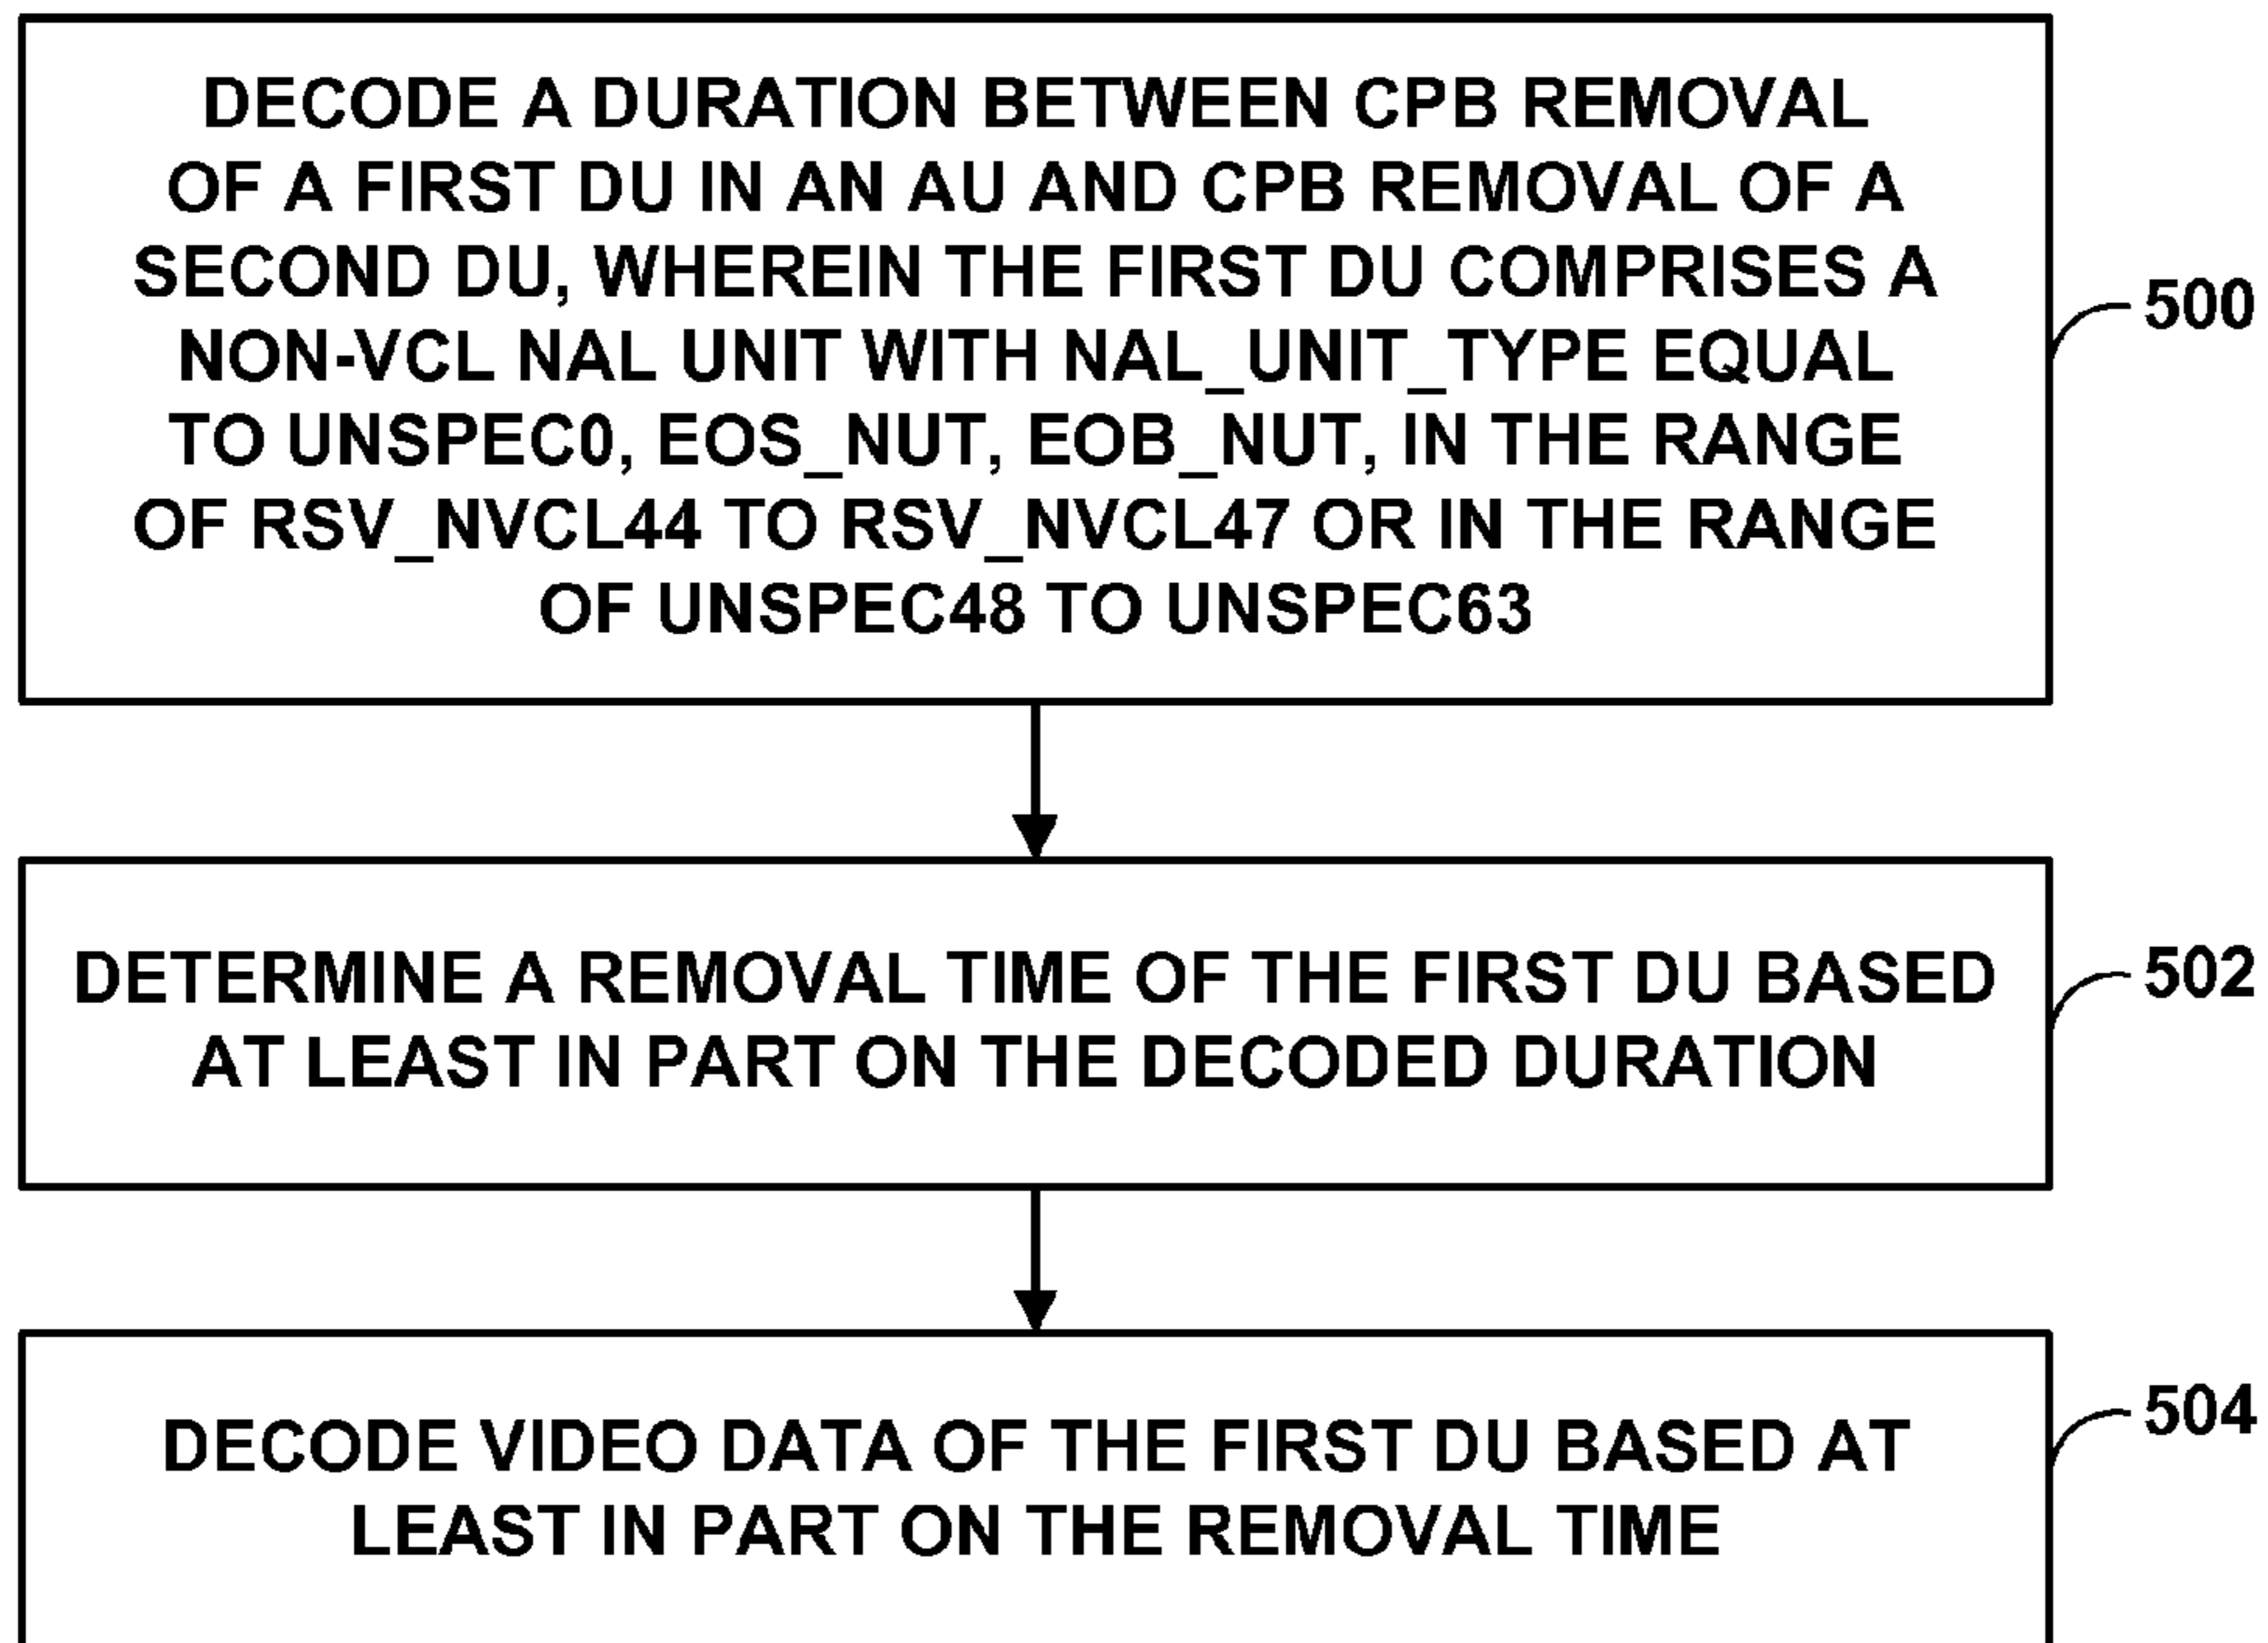 DECODE A DURATION BETWEEN CPB REMOVAL
OF A FIRST DU IN AN AU AND CPB REMOVAL OF A
SECOND DU, WHEREIN THE FIRST DU COMPRISES A
NON-VCL NAL UNIT WITH NAL_UNIT_TYPE EQUAL
TO UNSPEC0, EOS_NUT, EOB_NUT, IN THE RANGE
OF RSV_NVCL44 TO RSV_NVCL47 OR IN THE RANGE
OF UNSPEC48 TO UNSPEC63
500
DETERMINE A REMOVAL TIME OF THE FIRST DU BASED
AT LEAST IN PART ON THE DECODED DURATION
502
DECODE VIDEO DATA OF THE FIRST DU BASED AT
LEAST IN PART ON THE REMOVAL TIME
504